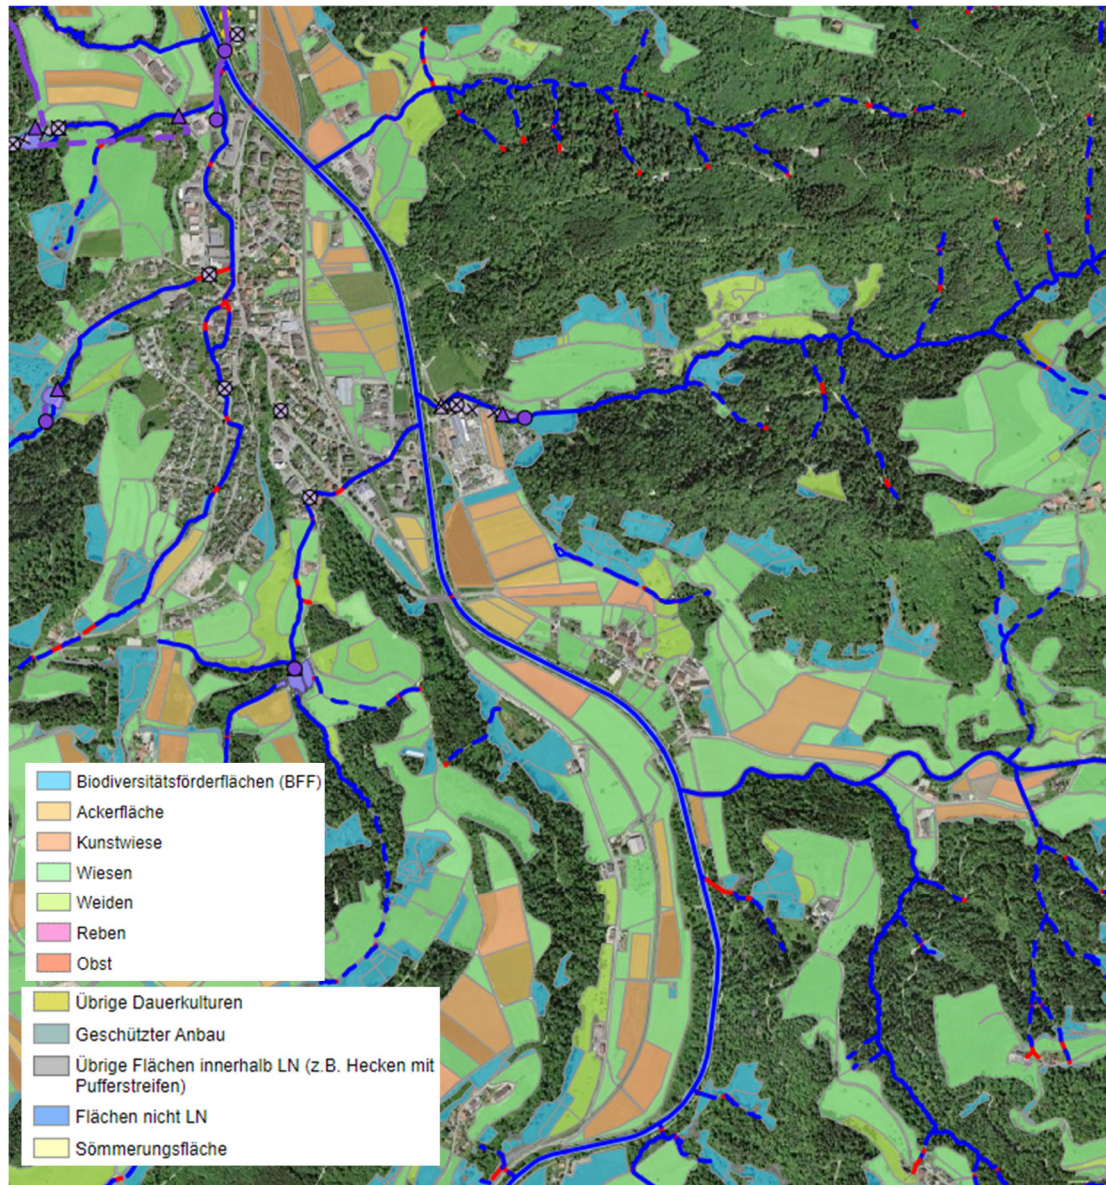 Biodiversitätsförderflächen (BFF)
Ackerfläche
Kunstwiese
Wiesen
Weiden
Reben
Obst
Übrige Dauerkulturen
Geschützter Anbau
Übrige Flächen innerhalb LN (z.B. Hecken mit
Pufferstreifen)
Flächen nicht LN
Sömmerungsfläche